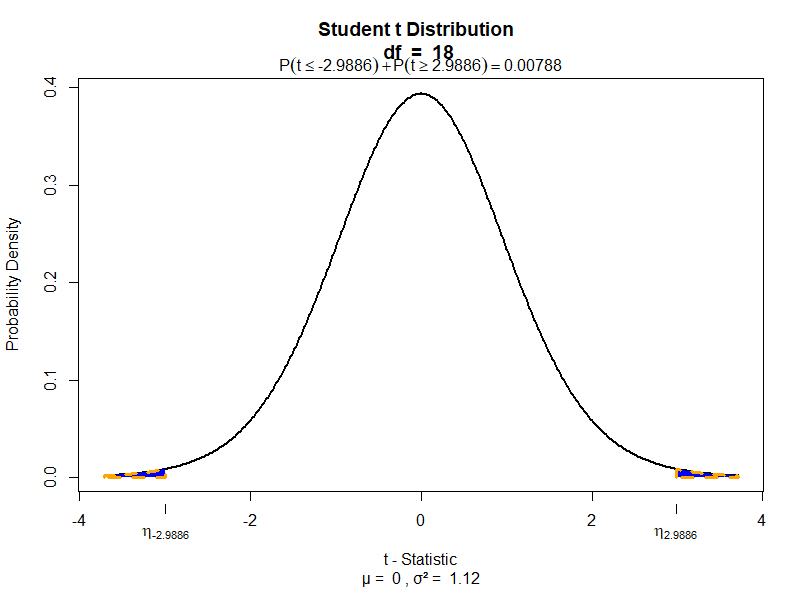 Student t Distribution
df = 18
P(t ≤ -2.9886)+P(t ≥ 2.9886) = 0.00788
Probability Density
0.4
0.3
0.2
0.1
0.0
-4 -2 0 2 4
η-2.9886 η2.9886
t - Statistic
μ = 0 , σ² = 1.12